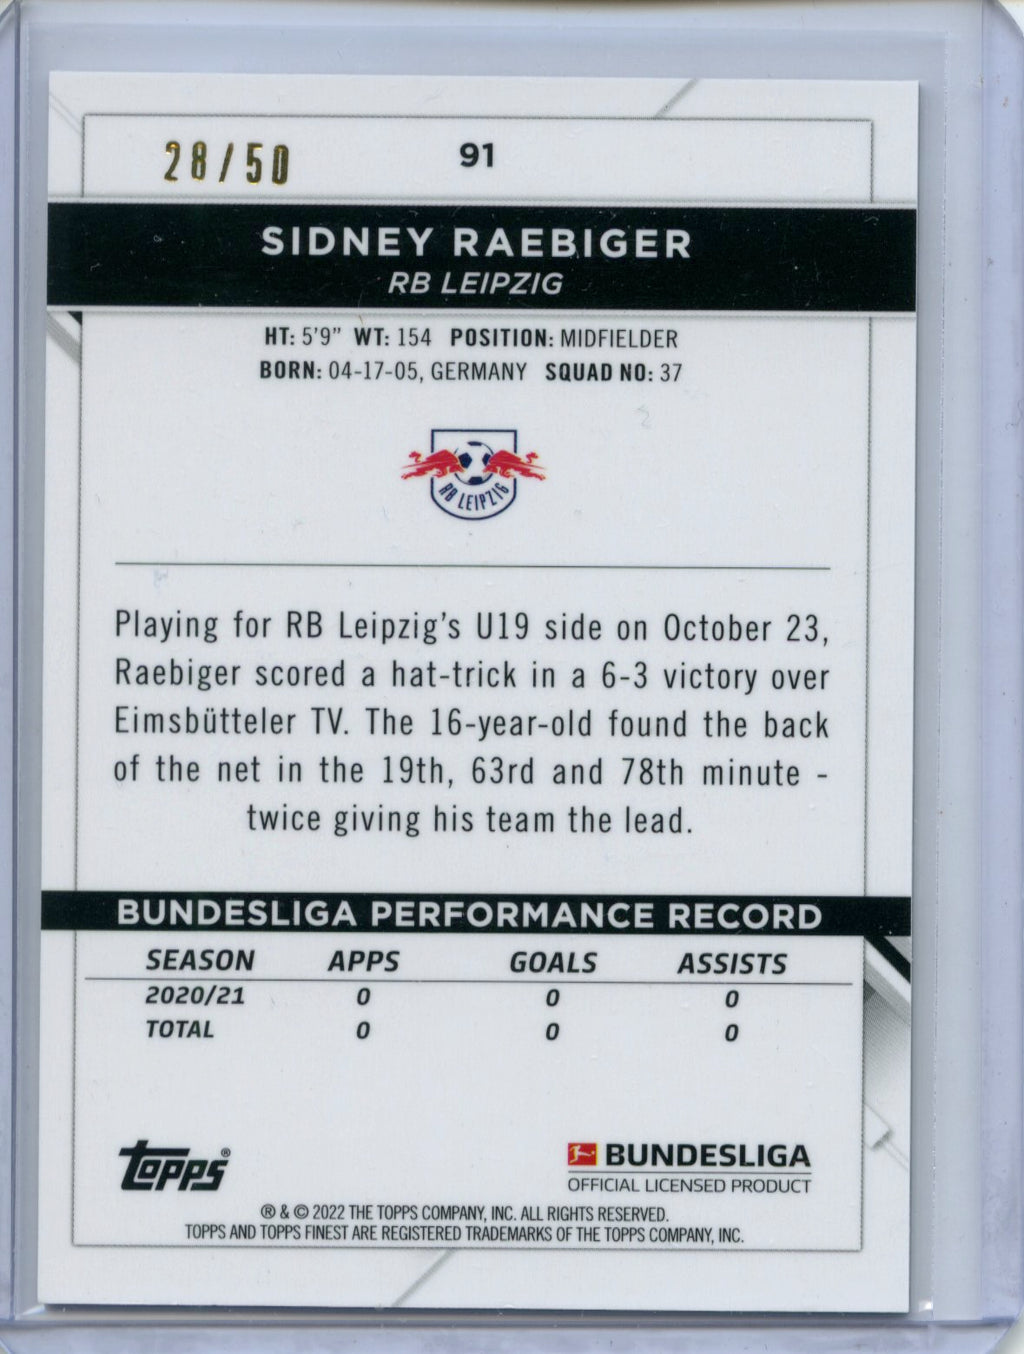 28/50
91
SIDNEY RAEBIGER
RB LEIPZIG
HT: 5'9" WT: 154 POSITION: MIDFIELDER
BORN: 04-17-05, GERMANY SQUAD NO: 37
RB LEIPZIG
Playing for RB Leipzig's U19 side on October 23,
Raebiger scored a hat-trick in a 6-3 victory over
Eimsbütteler TV. The 16-year-old found the back
of the net in the 19th, 63rd and 78th minute -
twice giving his team the lead.
BUNDESLIGA PERFORMANCE RECORD
SEASON APPS GOALS ASSISTS
2020/21 0 0 0
TOTAL 0 0 0
topps®
BUNDESLIGA
OFFICIAL LICENSED PRODUCT
® & © 2022 THE TOPPS COMPANY, INC. ALL RIGHTS RESERVED.
TOPPS AND TOPPS FINEST ARE REGISTERED TRADEMARKS OF THE TOPPS COMPANY, INC.